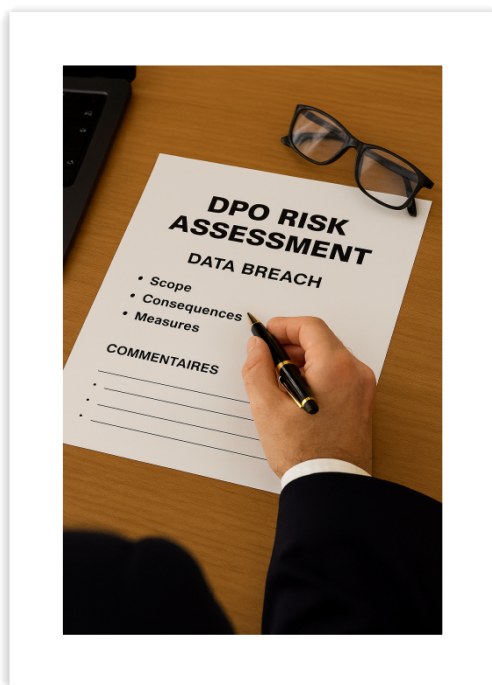 DPO RISK
ASSESSMENT
DATA BREACH
• Scope
• Consequences
• Measures
COMMENTAIRES